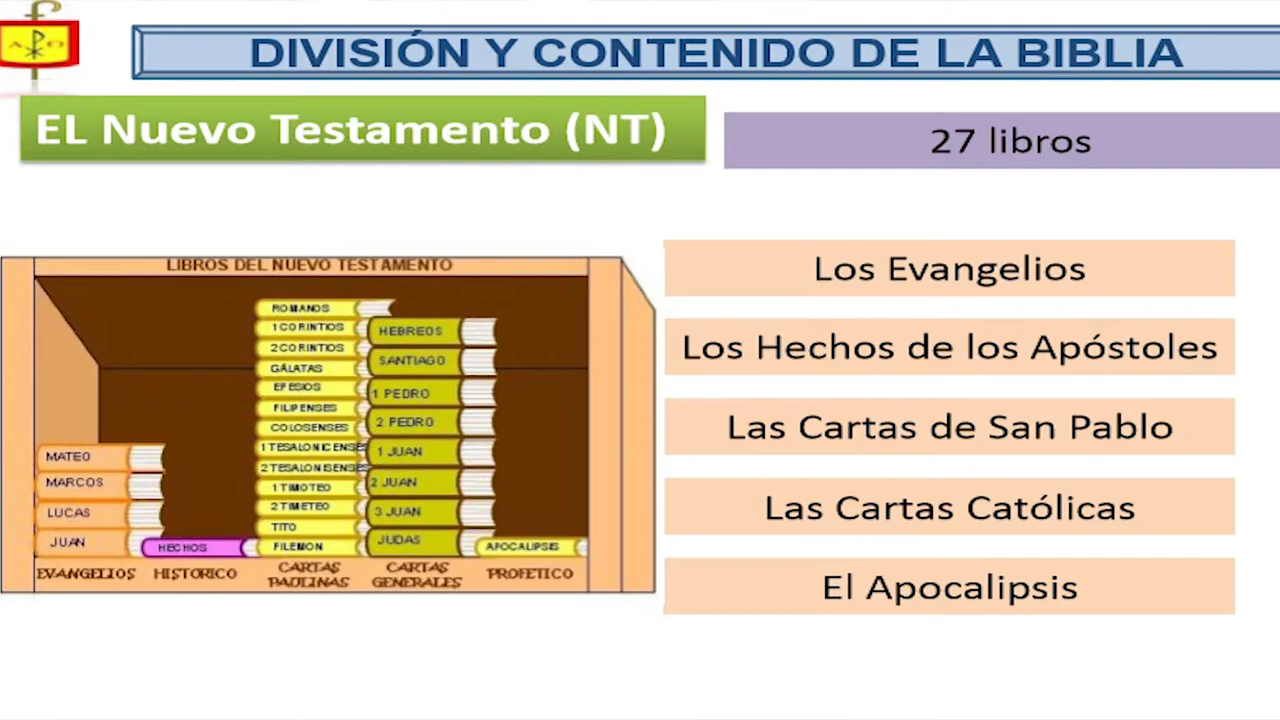 DIVISIÓN Y CONTENIDO DE LA BIBLIA
EL Nuevo Testamento (NT)
27 libros
LIBROS DEL NUEVO TESTAMENTO
MATEO
MARCOS
LUCAS
JUAN
EVANGELIOS
HECHOS
HISTORICO
ROMANOS
1 CORINTIOS
2 CORINTIOS
GÁLATAS
EFESIOS
FILIPENSES
COLOSENSES
1 TESALONICENSES
2 TESALONISENSES
1 TIMOTEO
2 TIMETEO
TITO
FILEMON
CARTAS
PAULINAS
HEBREOS
SANTIAGO
1 PEDRO
2 PEDRO
1 JUAN
2 JUAN
3 JUAN
JUDAS
CARTAS
GENERALES
APOCALIPSIS
PROFETICO
Los Evangelios
Los Hechos de los Apóstoles
Las Cartas de San Pablo
Las Cartas Católicas
El Apocalipsis